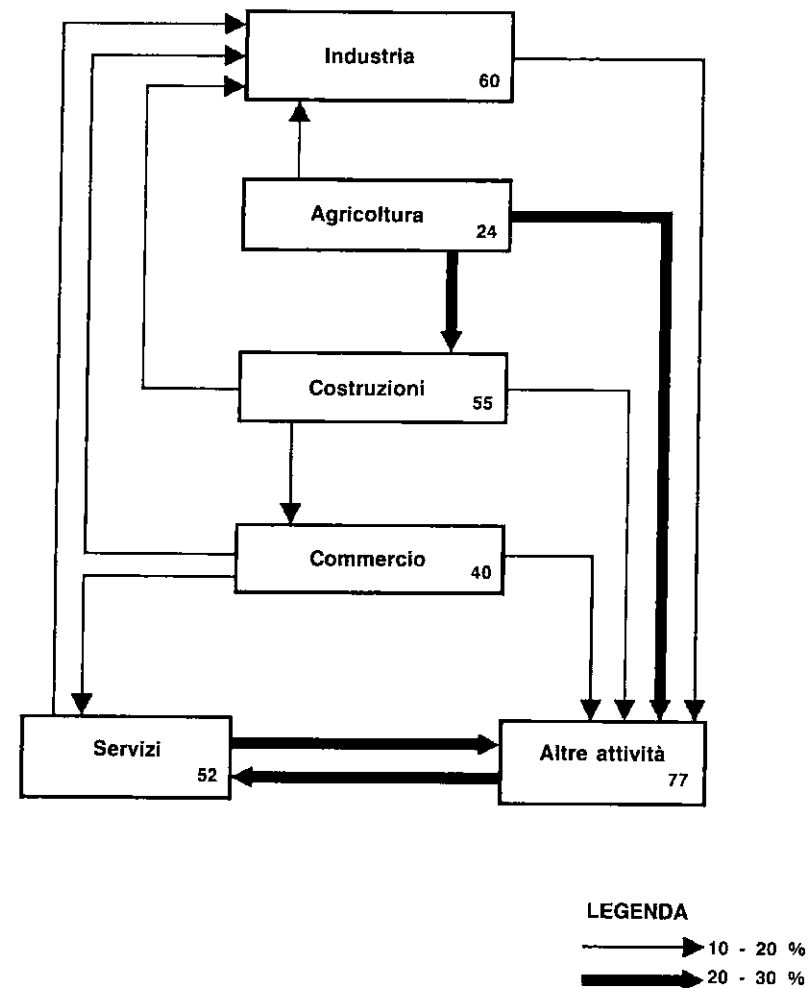 Industria
60
Agricoltura
24
Costruzioni
55
Commercio
40
Servizi
52
Altre attività
77
LEGENDA
10 - 20 %
20 - 30 %